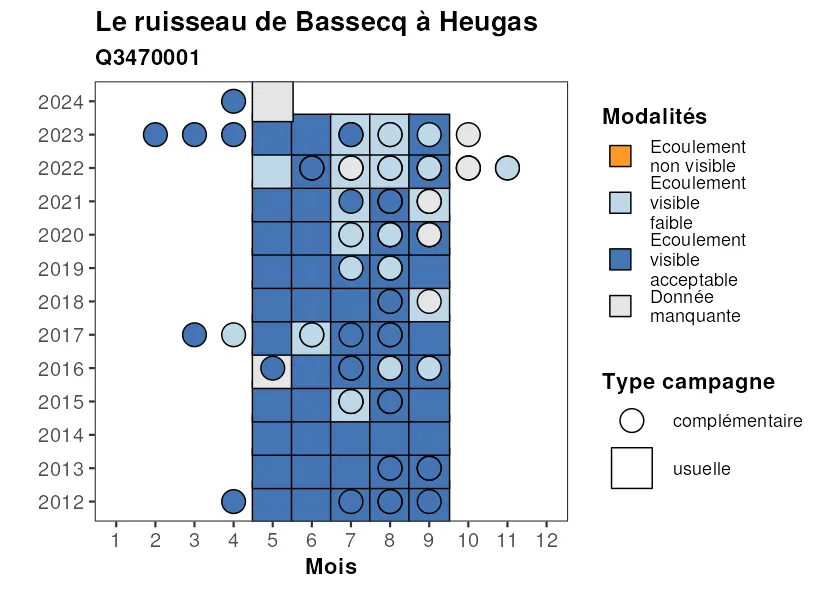 Le ruisseau de Bassecq à Heugas
Q3470001
2024
2023
2022
2021
2020
2019
2018
2017
2016
2015
2014
2013
2012
1 2 3 4 5 6 7 8 9 10 11 12
Mois
Modalités
Ecoulement
non visible
Ecoulement
visible
faible
Ecoulement
visible
acceptable
Donnée
manquante
Type campagne
complémentaire
usuelle